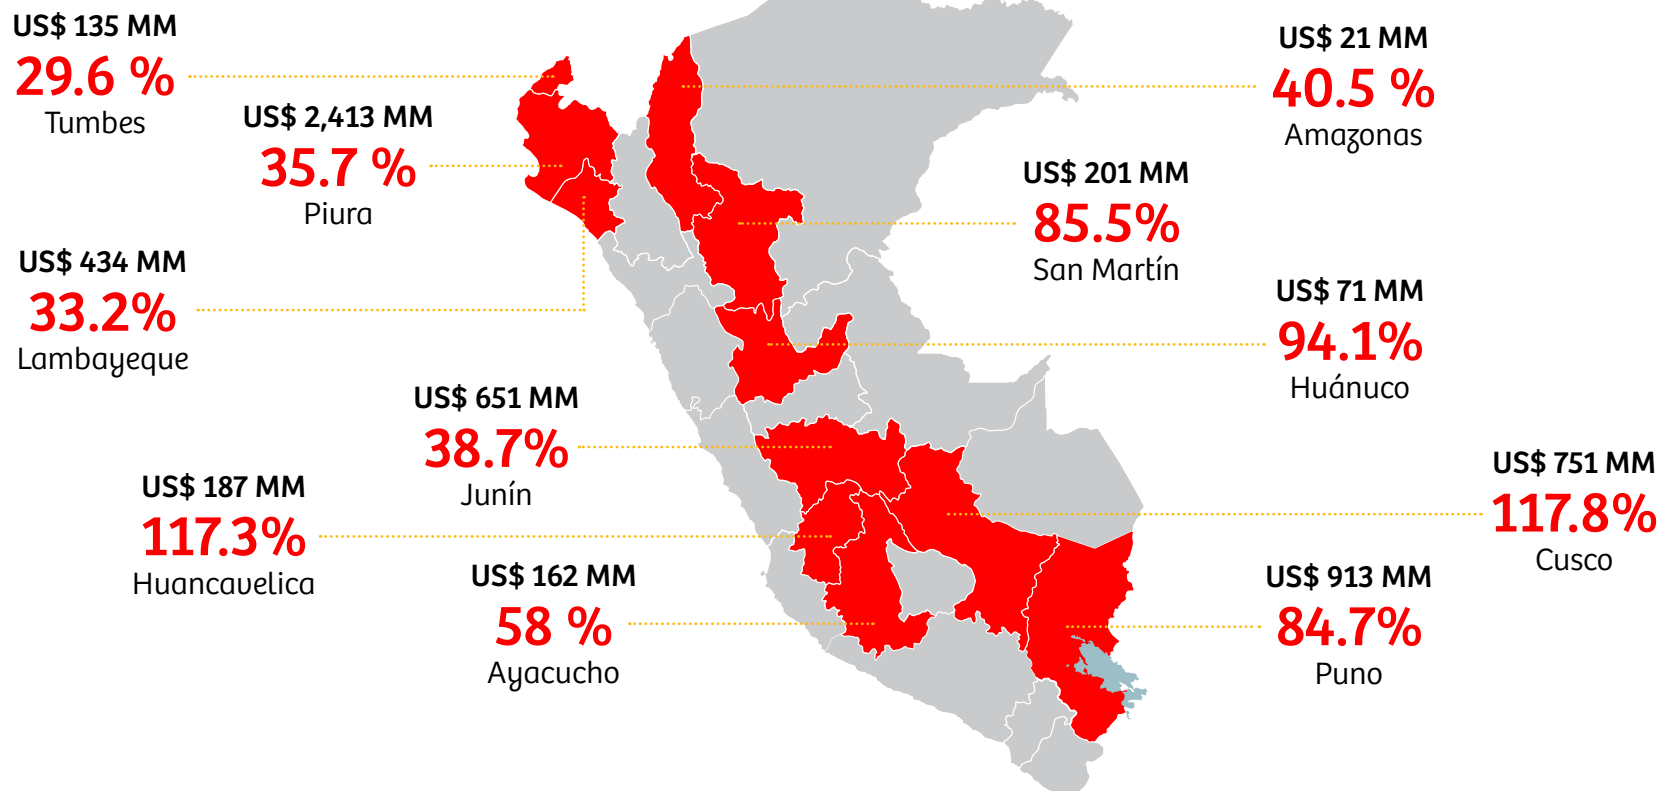 US$ 135 MM
29.6 %
Tumbes
US$ 2,413 MM
35.7 %
Piura
US$ 434 MM
33.2%
Lambayeque
US$ 651 MM
38.7%
Junín
US$ 187 MM
117.3%
Huancavelica
US$ 162 MM
58 %
Ayacucho
US$ 21 MM
40.5 %
Amazonas
US$ 201 MM
85.5%
San Martín
US$ 71 MM
94.1%
Huánuco
US$ 751 MM
117.8%
Cusco
US$ 913 MM
84.7%
Puno